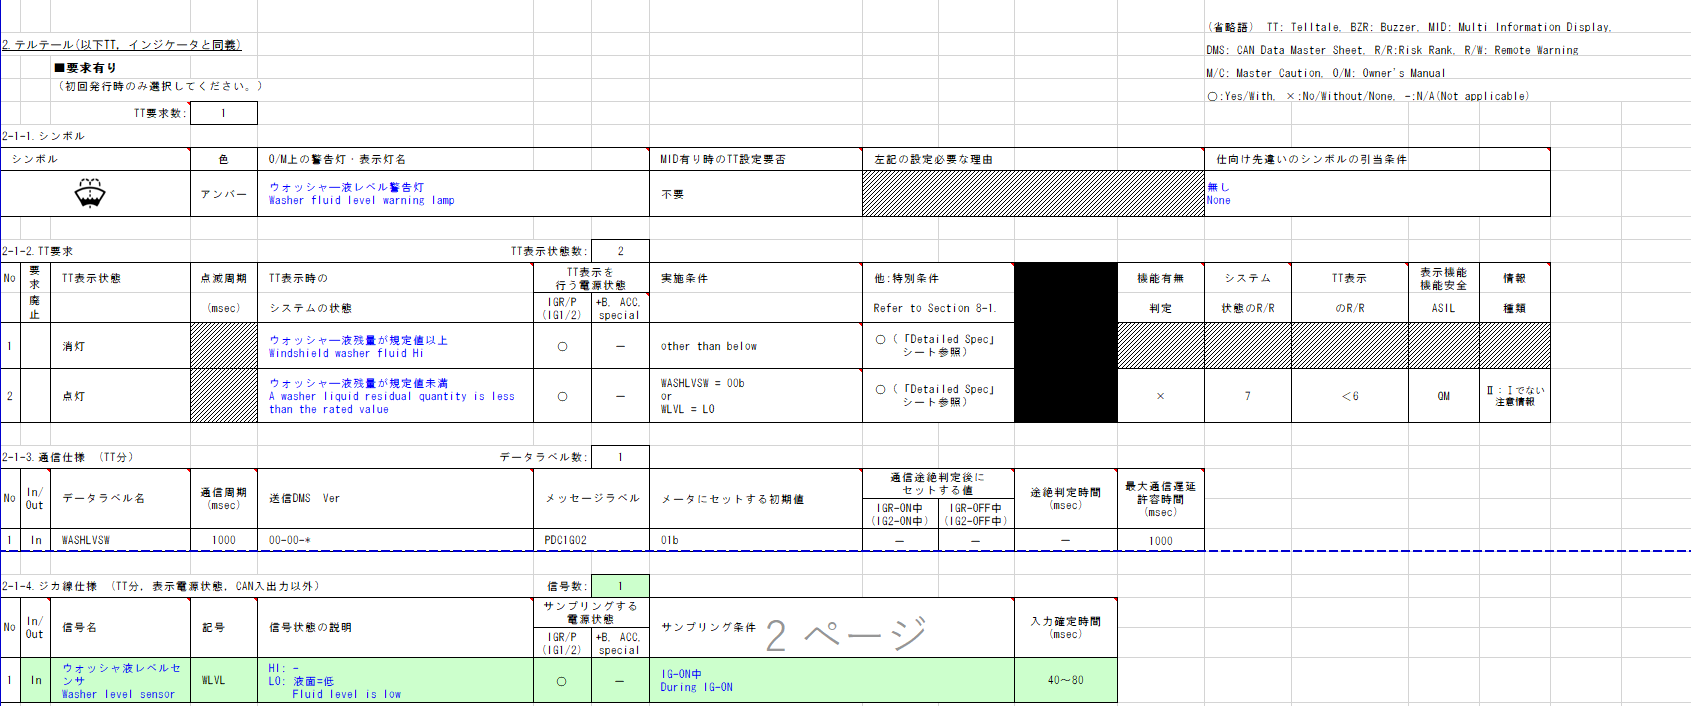 (省略語)　TT: Telltale, BZR: Buzzer, MID: Multi Information Display,
2.テルテール(以下TT, インジケータと同義)
DMS: CAN Data Master Sheet, R/R:Risk Rank, R/W: Remote Warning
■要求有り
M/C: Master Caution, O/M: Owner's Manual
(初回発行時のみ選択してください。)
○:Yes/With, ×:No/Without/None, -:N/A(Not applicable)
TT要求数: 1
2-1-1.シンボル
シンボル 色 O/M上の警告灯・表示灯名 MID有り時のTT設定要否 左記の設定必要な理由 仕向け先違いのシンボルの引当条件
アンバー ウォッシャー液レベル警告灯 不要 無し
Washer fluid level warning lamp None
2-1-2.TT要求 TT表示状態数: 2
No 要求廃止 TT表示状態 点滅周期 TT表示時の TT表示を行う電源状態 実施条件 他:特別条件 機能有無 システム TT表示 表示機能機能安全 情報
(msec) システムの状態 IGR/P (IG1/2) +B, ACC, special Refer to Section 8-1. 判定 状態のR/R のR/R ASIL 種類
1 消灯 ウォッシャー液残量が規定値以上 ○ － other than below ○ (「Detailed Spec」
Windshield washer fluid Hi シート参照)
2 点灯 ウォッシャー液残量が規定値未満 ○ － WASHLVSW = 00b ○ (「Detailed Spec」 × 7 <6 QM Ⅱ：Ⅰでない
A washer liquid residual quantity is less or シート参照) 注意情報
than the rated value WLVL = LO
2-1-3.通信仕様 (TT分) データラベル数: 1
No In/Out データラベル名 通信周期 (msec) 送信DMS Ver メッセージラベル メータにセットする初期値 通信途絶判定後にセットする値 途絶判定時間 (msec) 最大通信遅延許容時間 (msec)
IGR-ON中 (IG2-ON中) IGR-OFF中 (IG2-OFF中)
1 In WASHLVSW 1000 00-00-* PDC1G02 01b － － － 1000
2-1-4.ジカ線仕様 (TT分, 表示電源状態, CAN入出力以外) 信号数: 1
No In/Out 信号名 記号 信号状態の説明 サンプリングする電源状態 サンプリング条件 入力確定時間 (msec)
IGR/P (IG1/2) +B, ACC, special
2 ページ
1 In ウォッシャ液レベルセンサ WLVL HI: - ○ － IG-ON中 40～80
LO: 液面=低 During IG-ON
Washer level sensor Fluid level is low